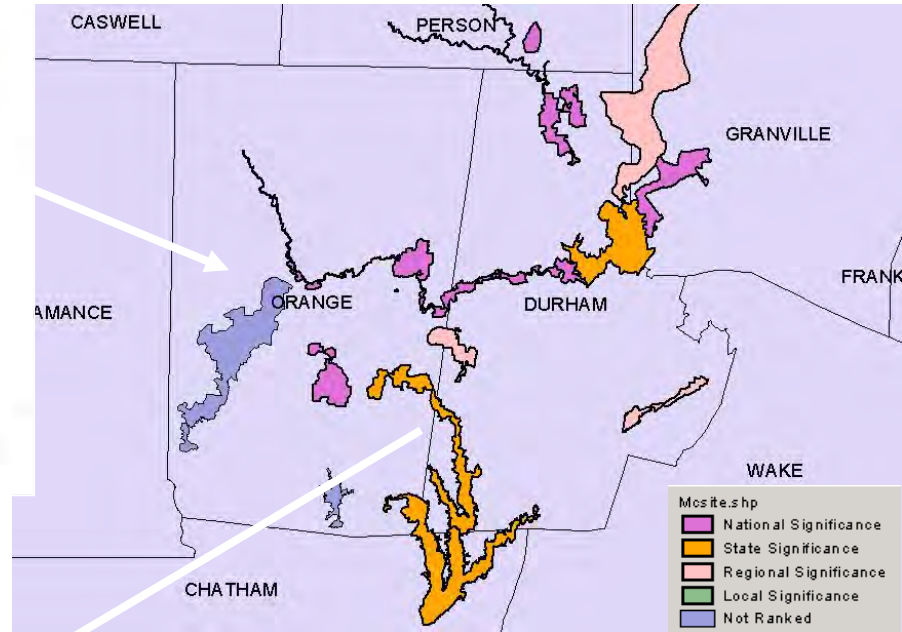 CASWELL
PERSON
GRANVILLE
AMANCE
ORANGE
DURHAM
FRANK
WAKE
CHATHAM
Mcsite.shp
National Significance
State Significance
Regional Significance
Local Significance
Not Ranked